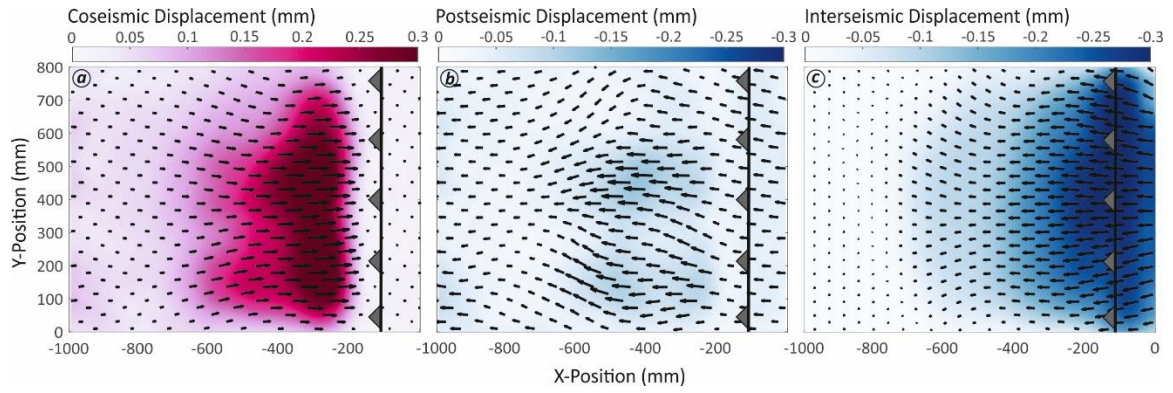 Coseismic Displacement (mm)
0 0.05 0.1 0.15 0.2 0.25 0.3
Postseismic Displacement (mm)
0 -0.05 -0.1 -0.15 -0.2 -0.25 -0.3
Interseismic Displacement (mm)
0 -0.05 -0.1 -0.15 -0.2 -0.25 -0.3
a
b
c
Y-Position (mm)
800
700
600
500
400
300
200
100
0
-1000 -800 -600 -400 -200
-1000 -800 -600 -400 -200
-1000 -800 -600 -400 -200 0
X-Position (mm)